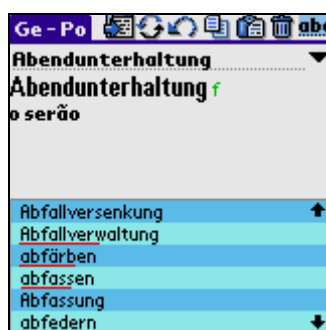 Ge - Po abc
Abendunterhaltung
Abendunterhaltung f
o serão
Abfallversenkung
Abfallverwaltung
abfärben
abfassen
Abfassung
abfedern